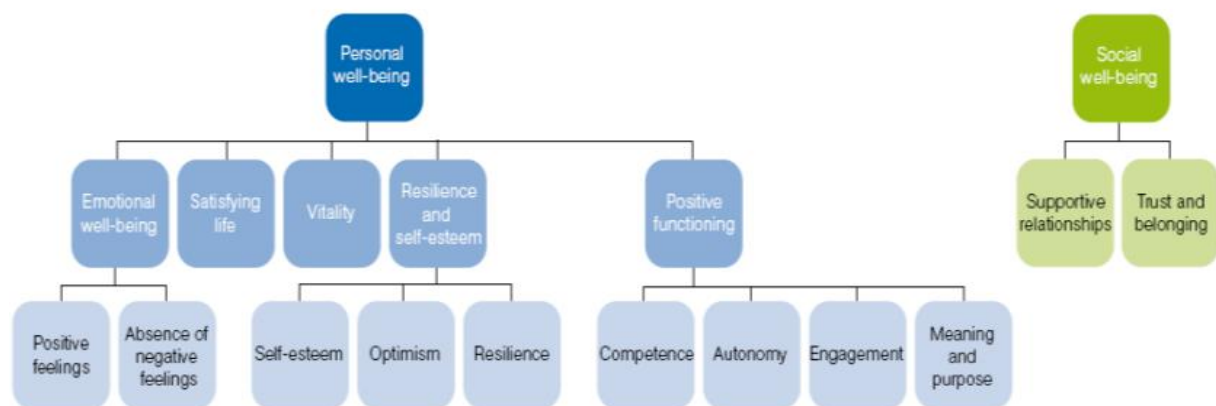 Personal
well-being
Social
well-being
Emotional
well-being
Satisfying
life
Vitality
Resilience
and
self-esteem
Positive
functioning
Supportive
relationships
Trust and
belonging
Positive
feelings
Absence of
negative
feelings
Self-esteem
Optimism
Resilience
Competence
Autonomy
Engagement
Meaning
and
purpose